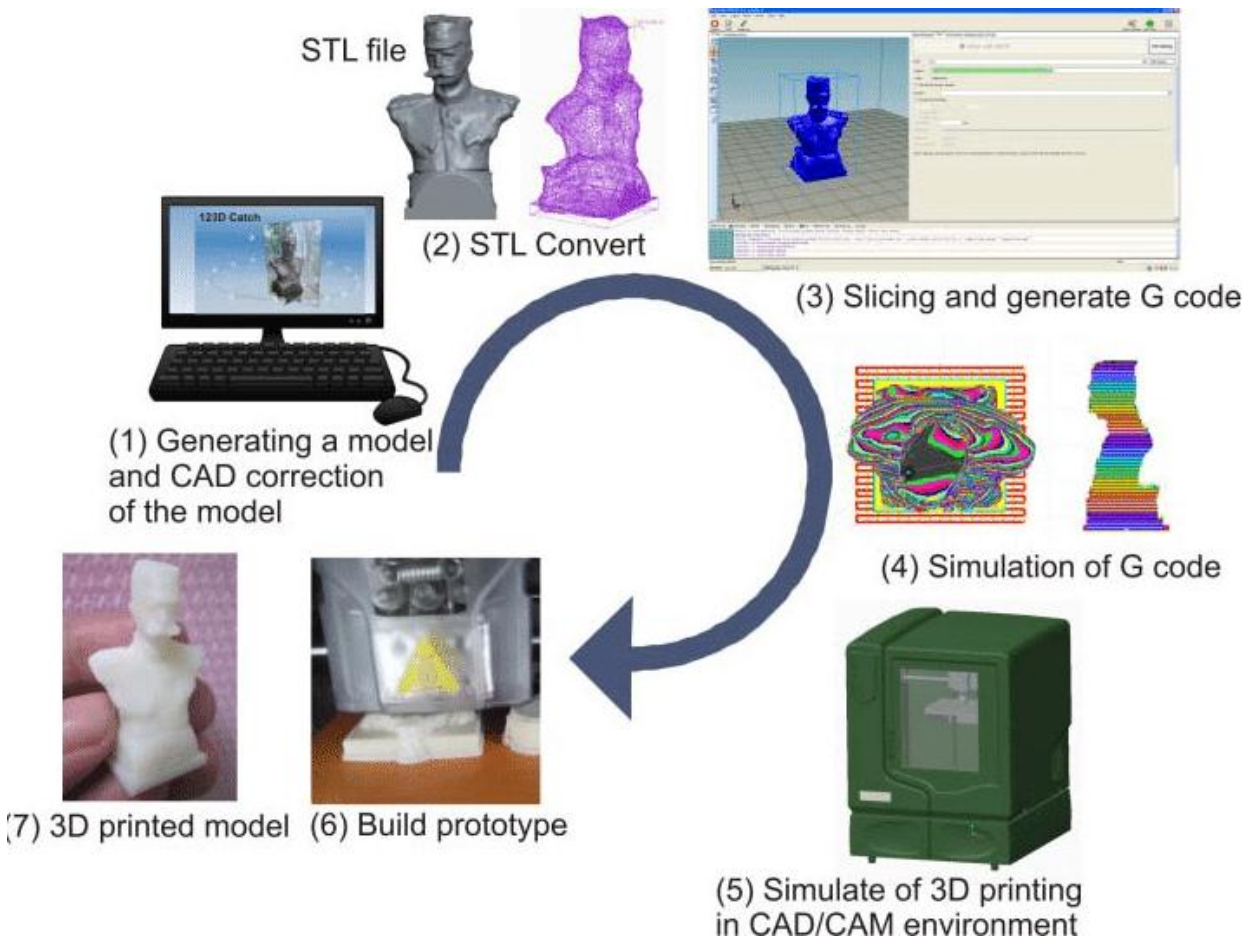 STL file
(2) STL Convert
123D Catch
(1) Generating a model
and CAD correction
of the model
(3) Slicing and generate G code
(4) Simulation of G code
(5) Simulate of 3D printing
in CAD/CAM environment
(6) Build prototype
(7) 3D printed model